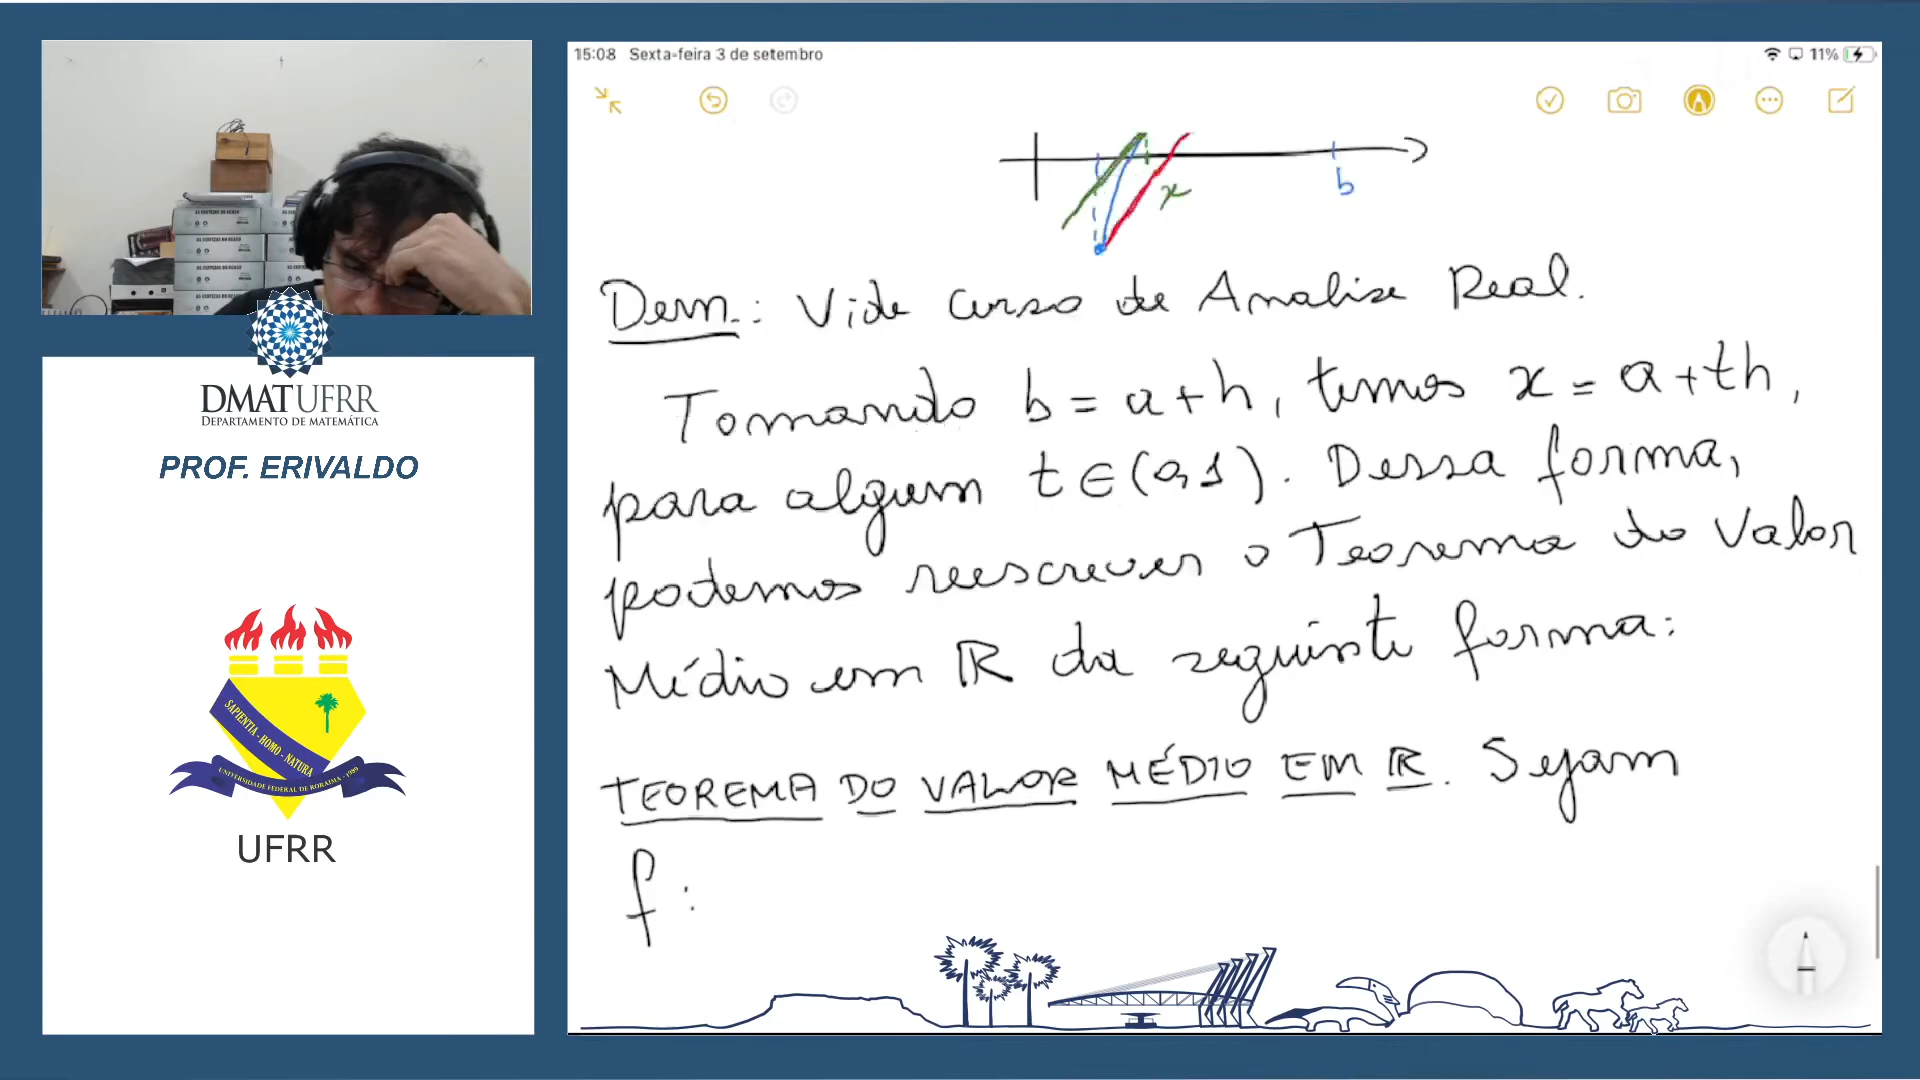 15:08 Sexta-feira 3 de setembro
11%
x
b
Dem.: Vide curso de Analise Real.
Tomando b = a+h, temos x = a+th,
para algum t ∈ (0,1). Dessa forma,
podemos reescrever o Teorema do Valor
Médio em ℝ da seguinte forma:
TEOREMA DO VALOR MÉDIO EM ℝ. Sejam
f:
DMATUFRR
DEPARTAMENTO DE MATEMÁTICA
PROF. ERIVALDO
SAPIENTIA - HOMO - NATURA
UNIVERSIDADE FEDERAL DE RORAIMA - 1989
UFRR